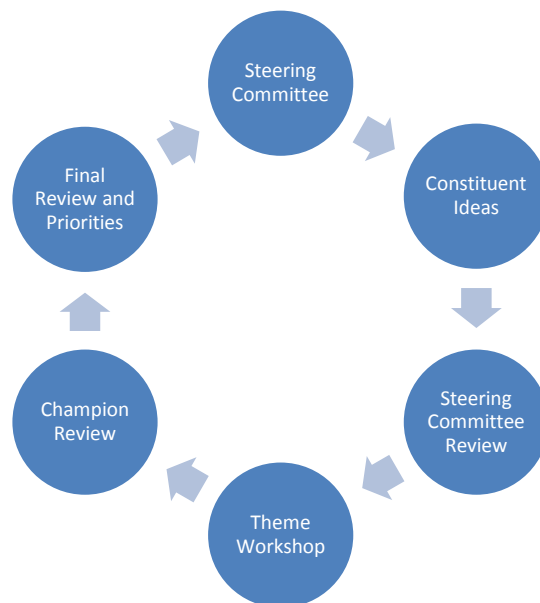 Steering
Committee
Constituent
Ideas
Steering
Committee
Review
Theme
Workshop
Champion
Review
Final
Review and
Priorities